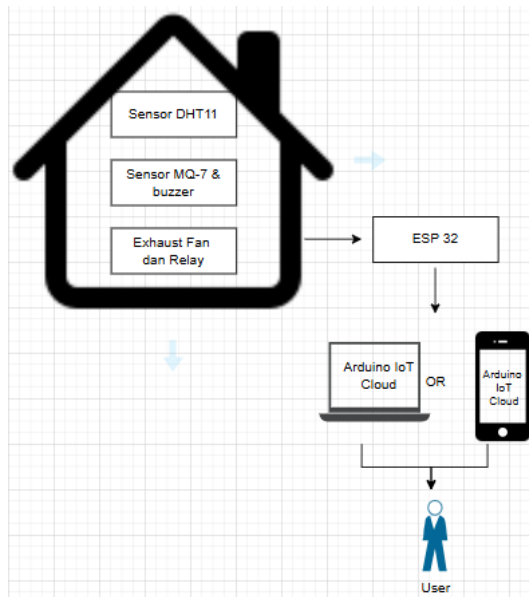 Sensor DHT11
Sensor MQ-7 &
buzzer
Exhaust Fan
dan Relay
ESP 32
Arduino IoT
Cloud
OR
Arduino
IoT
Cloud
User